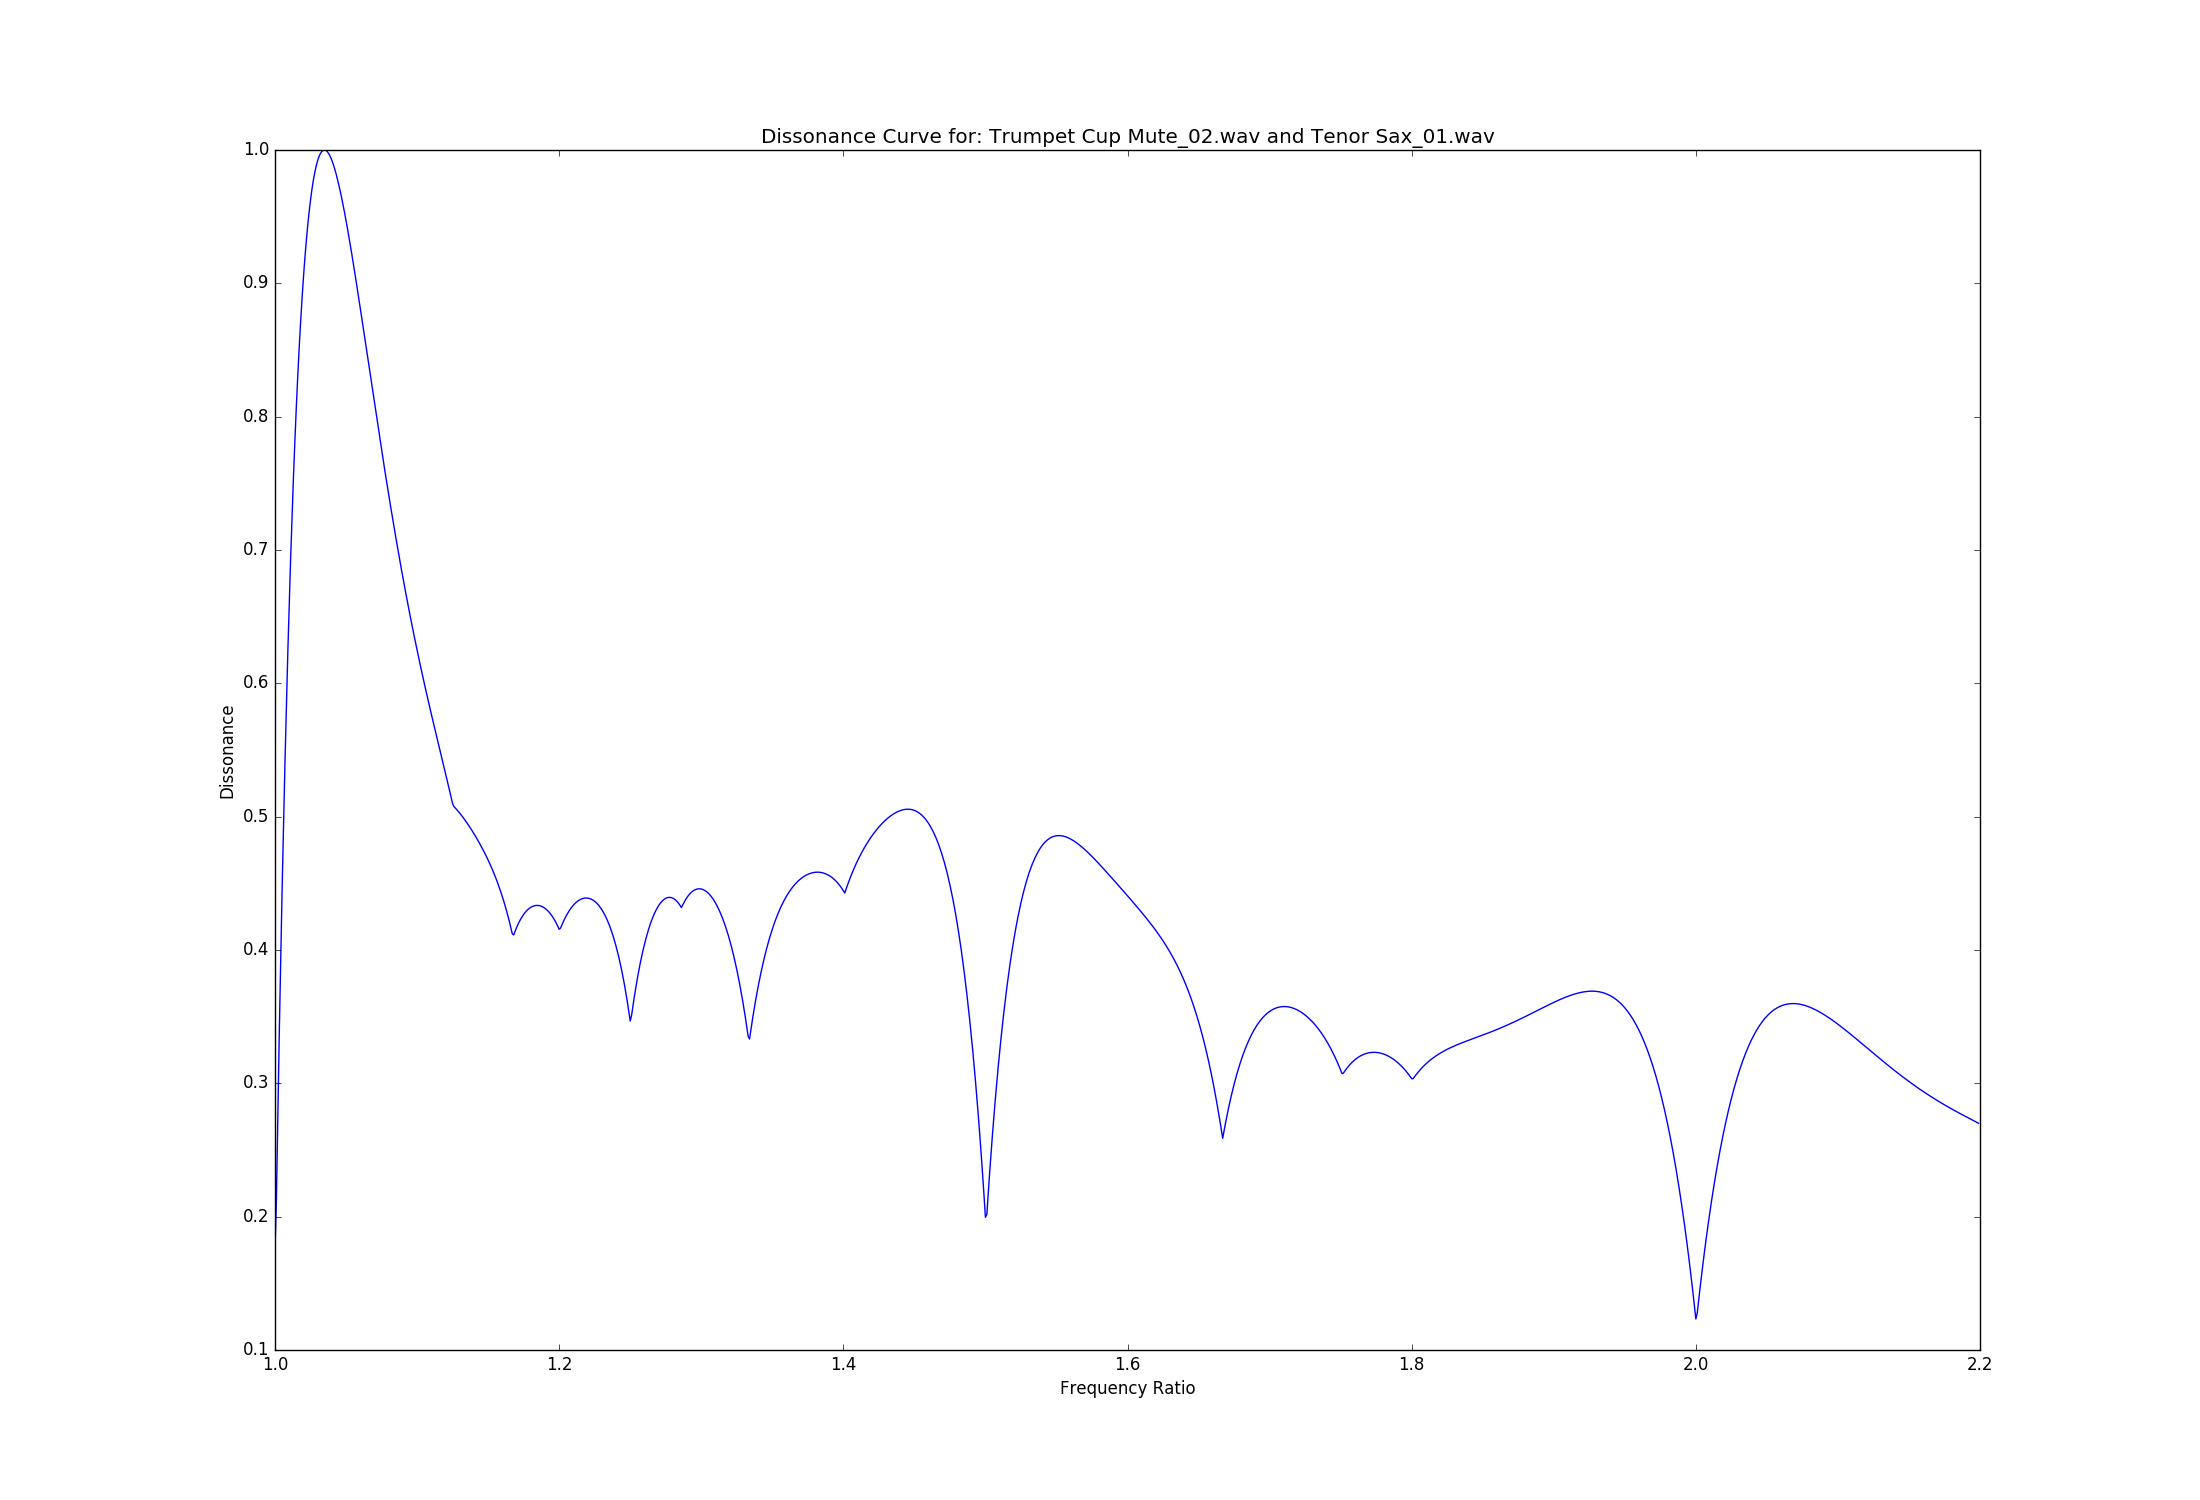 Dissonance Curve for: Trumpet Cup Mute_02.wav and Tenor Sax_01.wav
1.0
0.9
0.8
0.7
0.6
0.5
0.4
0.3
0.2
0.1
Dissonance
1.0 1.2 1.4 1.6 1.8 2.0 2.2
Frequency Ratio